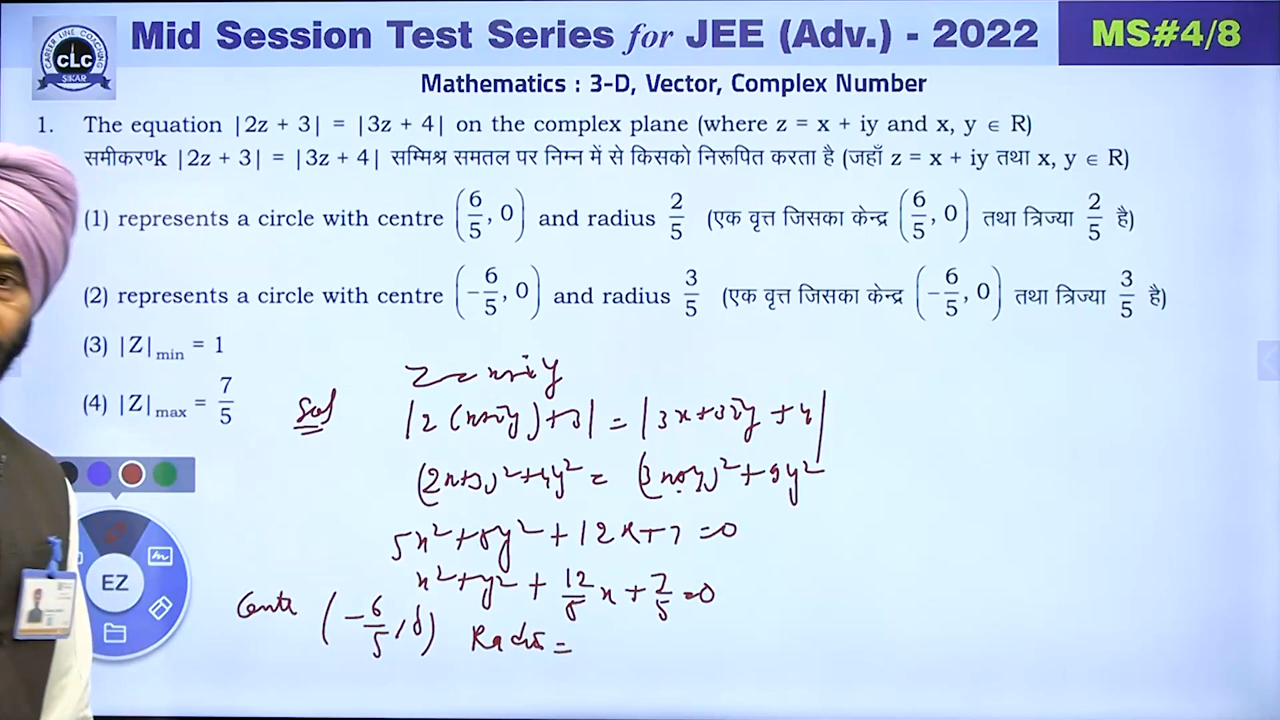 CAREER LINE COACHING
CLC
SIKAR
Mid Session Test Series for JEE (Adv.) - 2022
MS#4/8
Mathematics : 3-D, Vector, Complex Number
1. The equation |2z + 3| = |3z + 4| on the complex plane (where z = x + iy and x, y ∈ R)
समीकरणk |2z + 3| = |3z + 4| सम्मिश्र समतल पर निम्न में से किसको निरूपित करता है (जहाँ z = x + iy तथा x, y ∈ R)
(1) represents a circle with centre (6/5, 0) and radius 2/5 (एक वृत्त जिसका केन्द्र (6/5, 0) तथा त्रिज्या 2/5 है)
(2) represents a circle with centre (-6/5, 0) and radius 3/5 (एक वृत्त जिसका केन्द्र (-6/5, 0) तथा त्रिज्या 3/5 है)
(3) |Z|min = 1
(4) |Z|max = 7/5
z = x+iy
Sol |2(x+iy)+3| = |3x+3iy+4|
(2x+3)²+4y² = (3x+4)²+9y²
5x²+5y²+12x+7=0
x²+y²+12/5x+7/5=0
Centre (-6/5, 0) Radius =
EZ